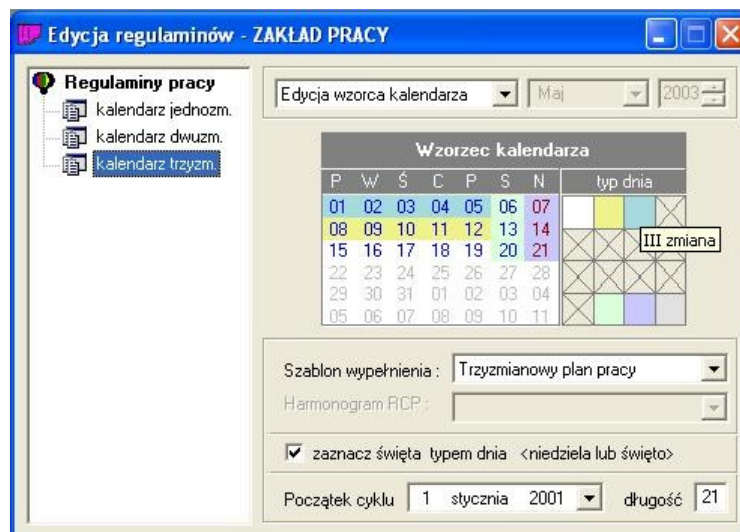 Edycja regulaminów - ZAKŁAD PRACY
Regulaminy pracy
kalendarz jednozm.
kalendarz dwuzm.
kalendarz trzyzm.
Edycja wzorca kalendarza Maj 2003
Wzorzec kalendarza
P W Ś C P S N typ dnia
01 02 03 04 05 06 07
08 09 10 11 12 13 14
III zmiana
15 16 17 18 19 20 21
22 23 24 25 26 27 28
29 30 31 01 02 03 04
05 06 07 08 09 10 11
Szablon wypełnienia : Trzyzmianowy plan pracy
Harmonogram RCP :
zaznacz święta typem dnia <niedziela lub święto>
Początek cyklu 1 stycznia 2001 długość 21